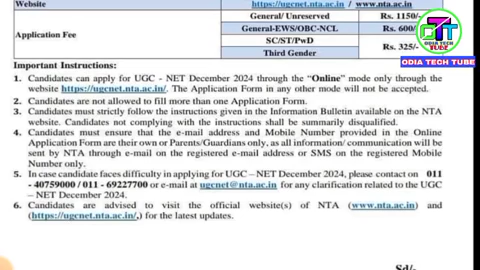 Website https://ugcnet.nta.ac.in / www.nta.ac.in
General/ Unreserved Rs. 1150/-
Application Fee General-EWS/OBC-NCL Rs. 600/-
SC/ST/PwD Rs. 325/-
Third Gender
OTT
ODIA TECH
TUBE
ODIA TECH TUBE
Important Instructions:
1. Candidates can apply for UGC - NET December 2024 through the "Online" mode only through the
website https://ugcnet.nta.ac.in/. The Application Form in any other mode will not be accepted.
2. Candidates are not allowed to fill more than one Application Form.
3. Candidates must strictly follow the instructions given in the Information Bulletin available on the NTA
website. Candidates not complying with the instructions shall be summarily disqualified.
4. Candidates must ensure that the e-mail address and Mobile Number provided in the Online
Application Form are their own or Parents/Guardians only, as all information/ communication will be
sent by NTA through e-mail on the registered e-mail address or SMS on the registered Mobile
Number only.
5. In case candidate faces difficulty in applying for UGC – NET December 2024, please contact on 011
- 40759000 / 011 - 69227700 or e-mail at ugcnet@nta.ac.in for any clarification related to the UGC
– NET December 2024.
6. Candidates are advised to visit the official website(s) of NTA (www.nta.ac.in) and
(https://ugcnet.nta.ac.in/,) for the latest updates.
Sd/-